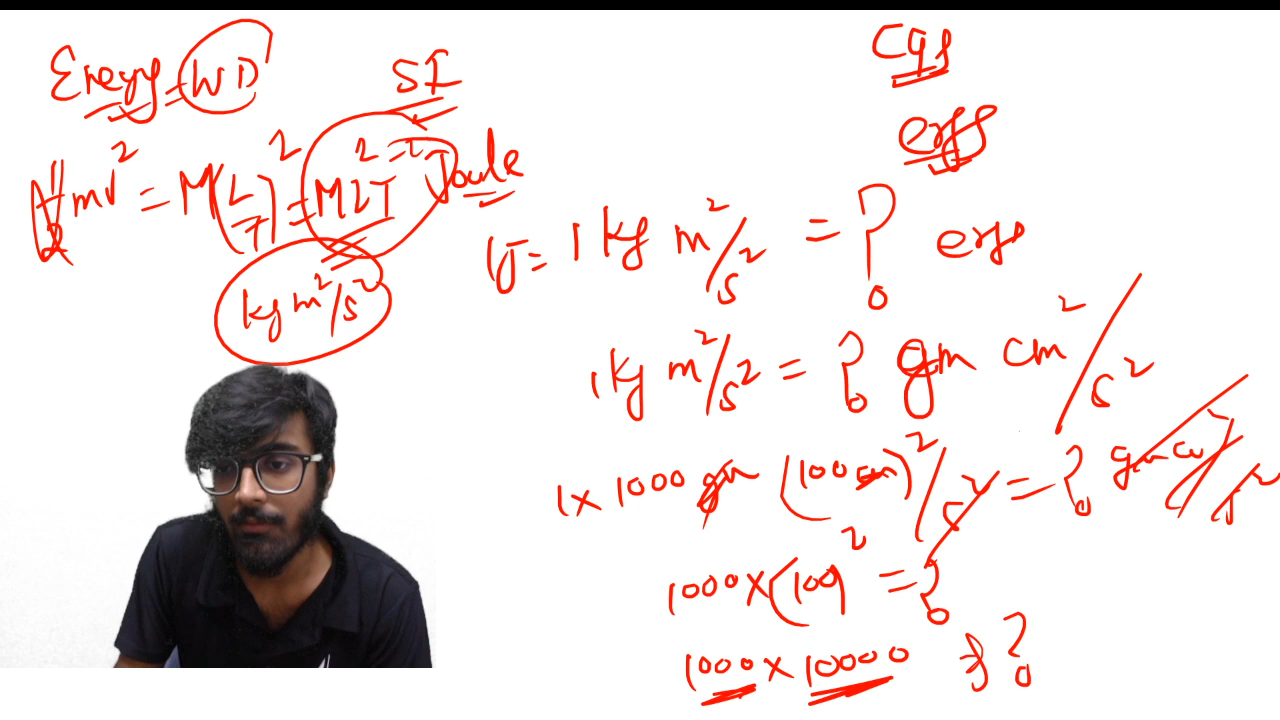 Energy = WD
SI
½mv² = M(L/T)² = ML²T⁻² Joule
kg m²/s²
cgs
ergs
1J = 1 kg m²/s² = ? ergs
1 kg m²/s² = ? gm cm²/s²
1 x 1000 gm (100 cm)²/s² = ? gm cm²/s²
1000 x (100)² = ?
1000 x 10000 = ?